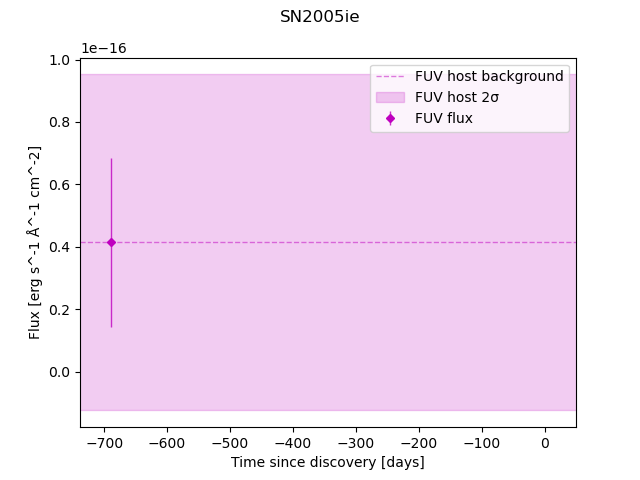 SN2005ie
1e−16
FUV host background
FUV host 2σ
FUV flux
1.0
0.8
0.6
0.4
0.2
0.0
Flux [erg s^-1 Å^-1 cm^-2]
−700 −600 −500 −400 −300 −200 −100 0
Time since discovery [days]